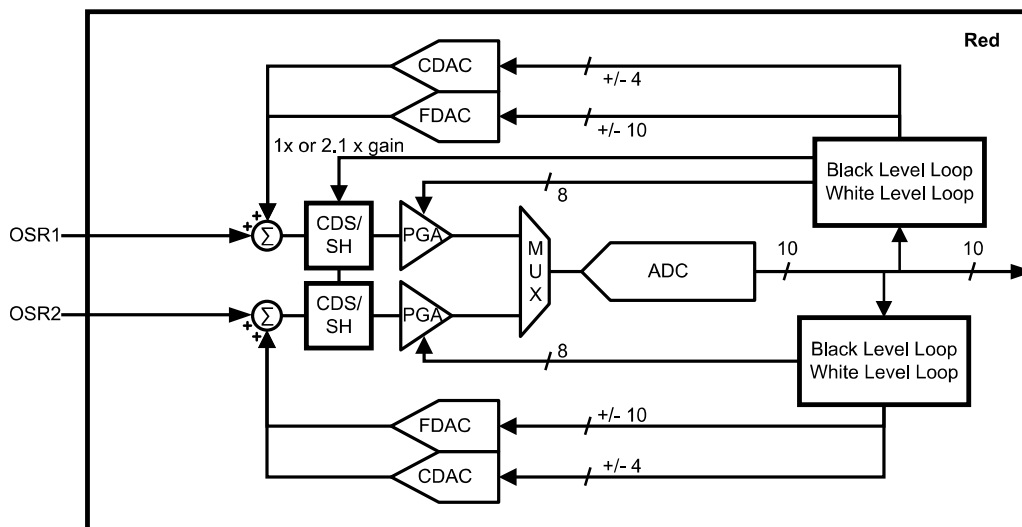 Red
CDAC
+/- 4
FDAC
+/- 10
1x or 2.1 x gain
Black Level Loop
White Level Loop
8
OSR1
+
+
Σ
CDS/
SH
PGA
MUX
ADC
10
10
OSR2
+
+
Σ
CDS/
SH
PGA
8
Black Level Loop
White Level Loop
FDAC
+/- 10
CDAC
+/- 4